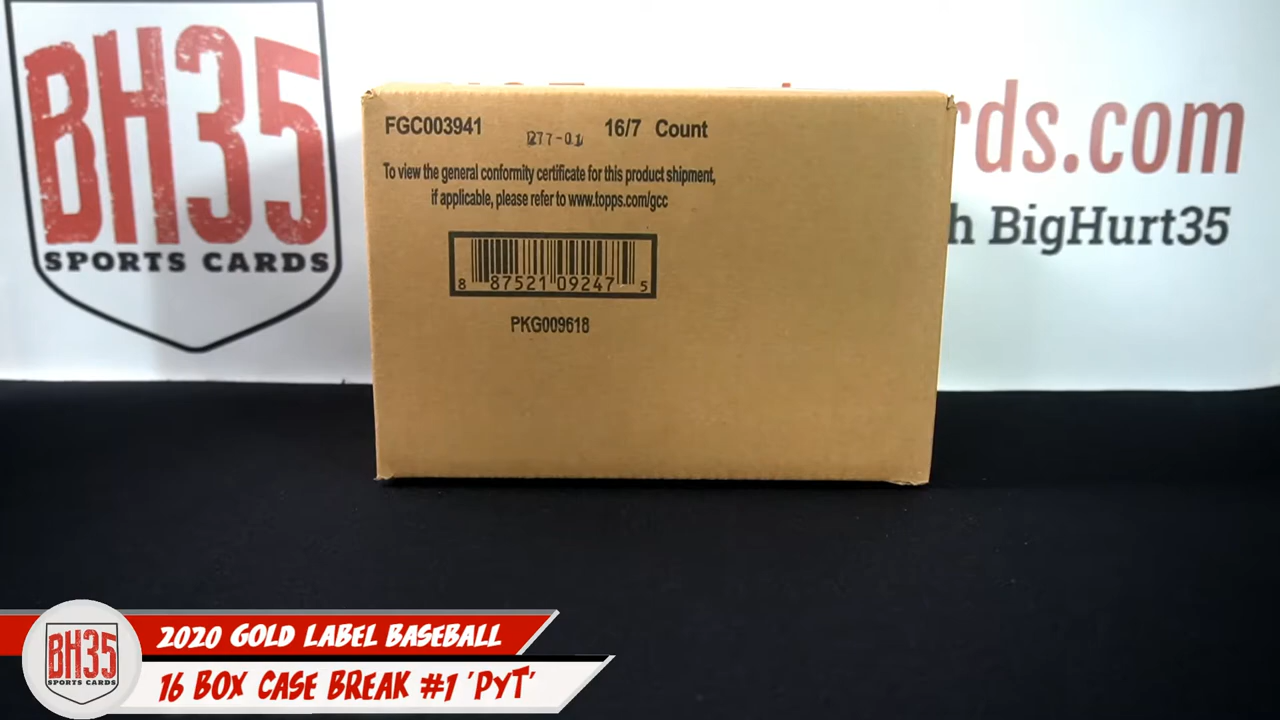 BH35
SPORTS CARDS
ds.com
h BigHurt35
FGC003941
277-01
16/7 Count
To view the general conformity certificate for this product shipment,
if applicable, please refer to www.topps.com/gcc
8 87521 09247 5
PKG009618
BH35
SPORTS CARDS
2020 GOLD LABEL BASEBALL
16 BOX CASE BREAK #1 'PYT'